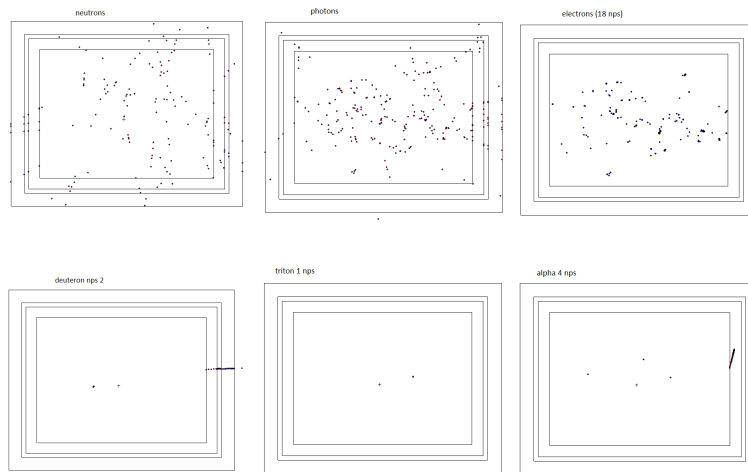 neutrons
photons
electrons (18 nps)
deuteron nps 2
triton 1 nps
alpha 4 nps